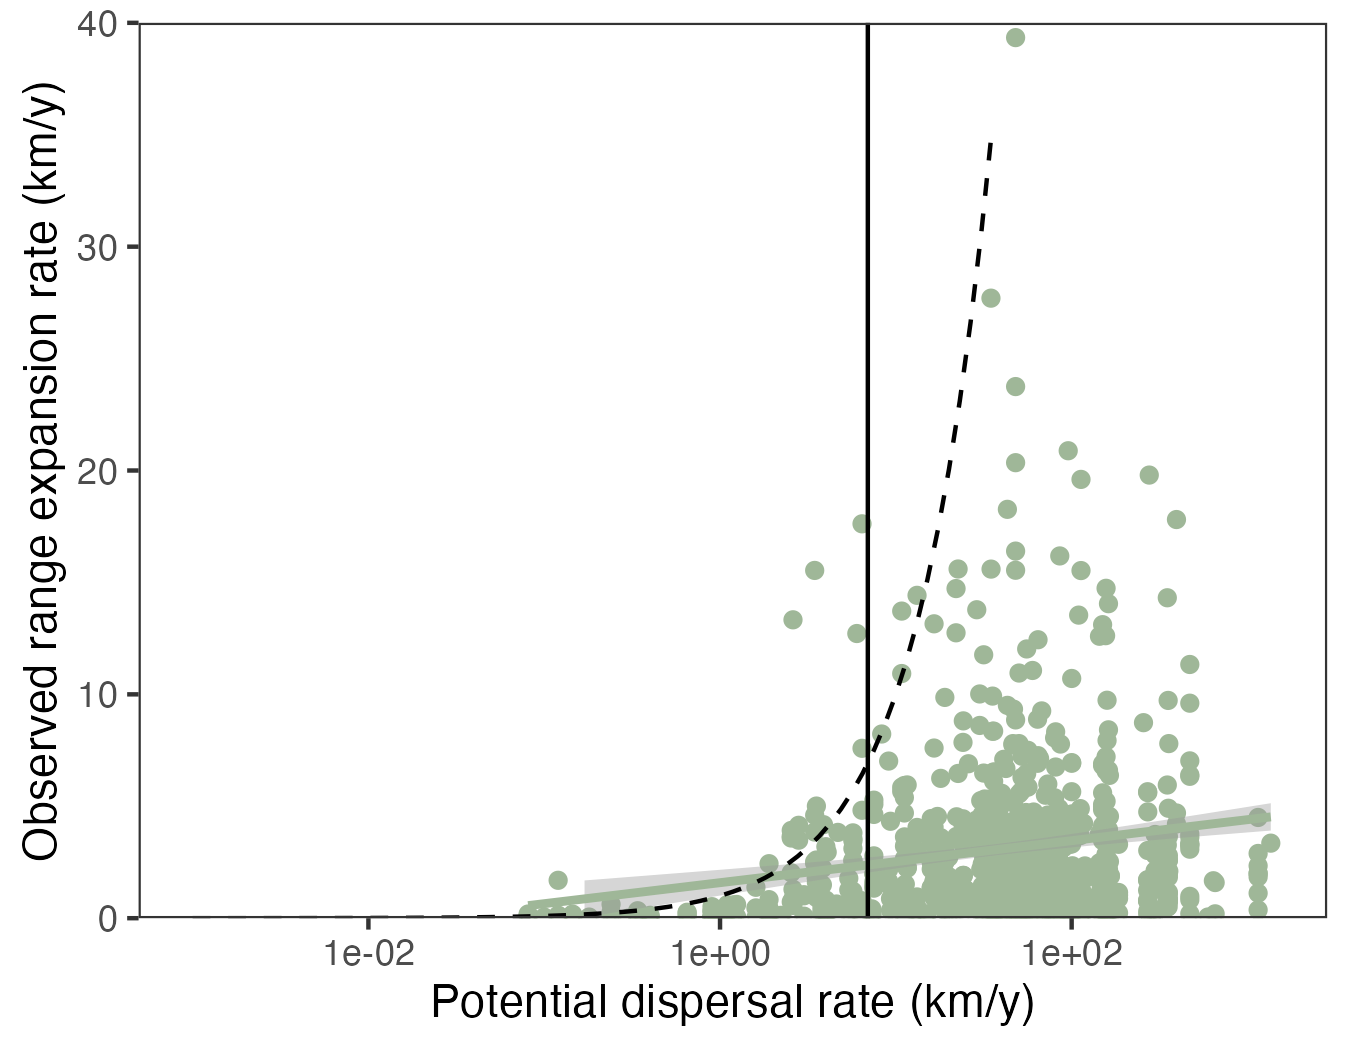 40
30
20
10
0
Observed range expansion rate (km/y)
1e-02
1e+00
1e+02
Potential dispersal rate (km/y)